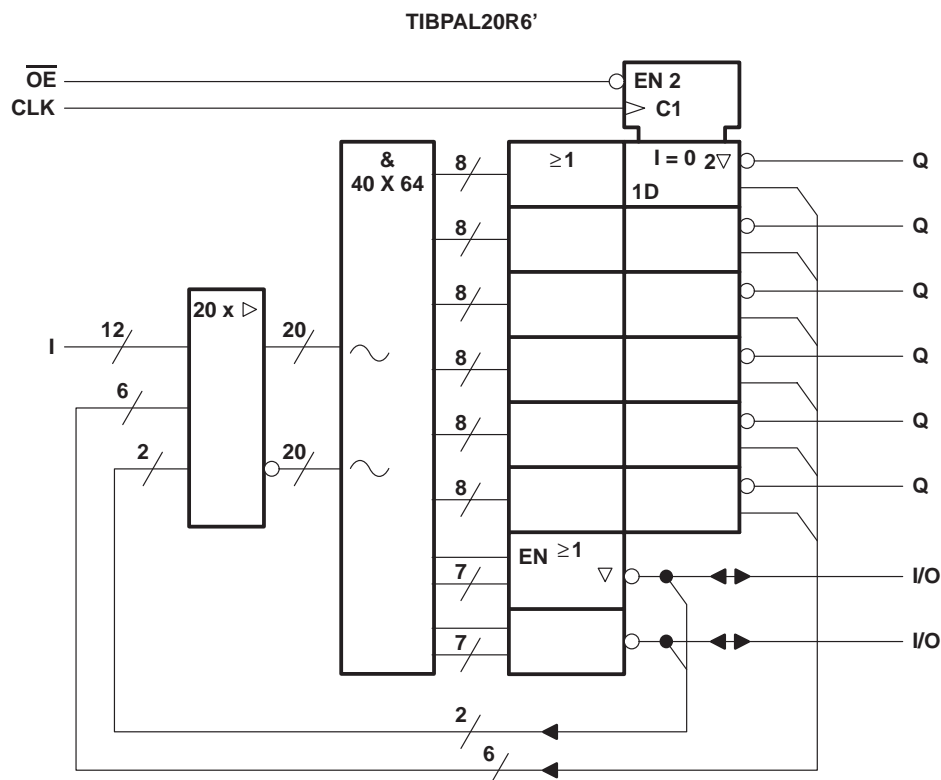 TIBPAL20R6’
OE
EN 2
CLK
C1
&
40 X 64
8
≥1
I = 0 2▽
Q
1D
8
Q
8
Q
20 x ▷
I
12
20
8
Q
6
8
Q
2
20
8
Q
EN ≥1
▽
7
I/O
7
I/O
2
6